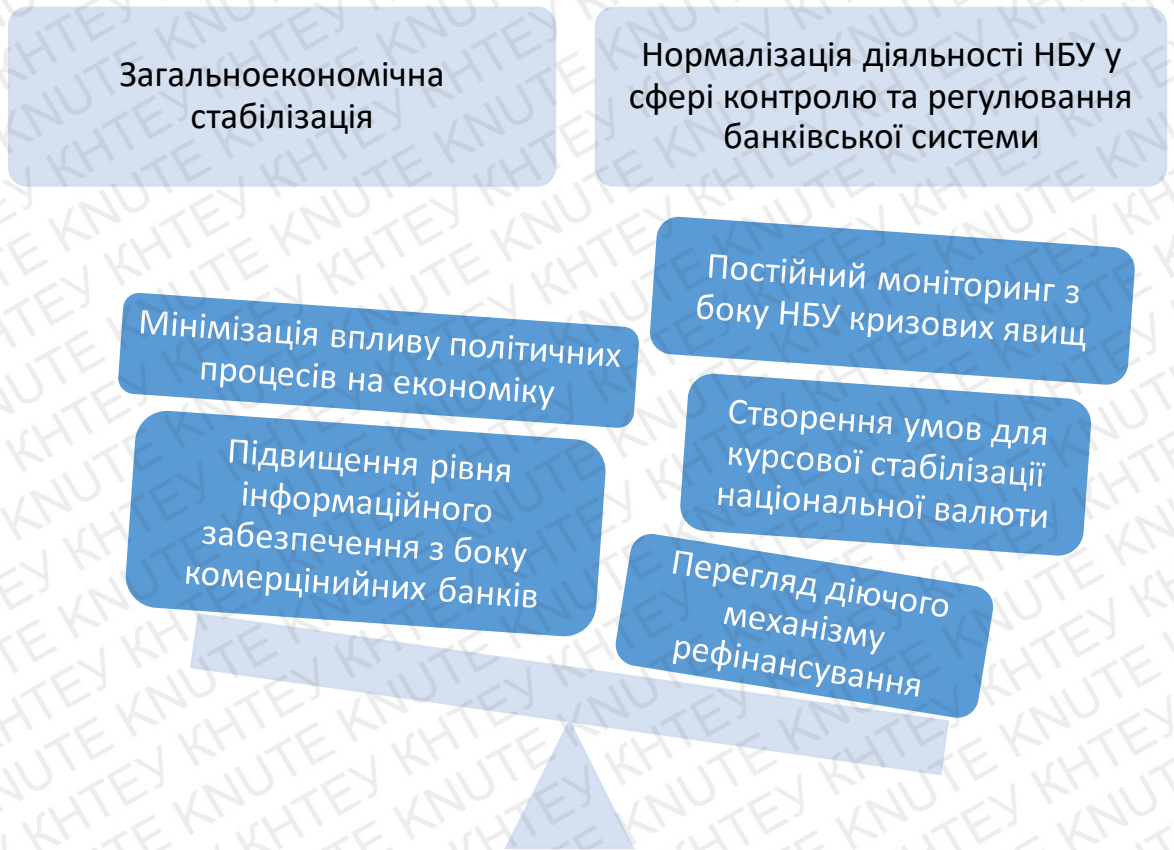 Загальноекономічна
стабілізація
Нормалізація діяльності НБУ у
сфері контролю та регулювання
банківської системи
Мінімізація впливу політичних
процесів на економіку
Підвищення рівня
інформаційного
забезпечення з боку
комерцінийних банків
Постійний моніторинг з
боку НБУ кризових явищ
Створення умов для
курсової стабілізації
національної валюти
Перегляд діючого
механізму
рефінансування